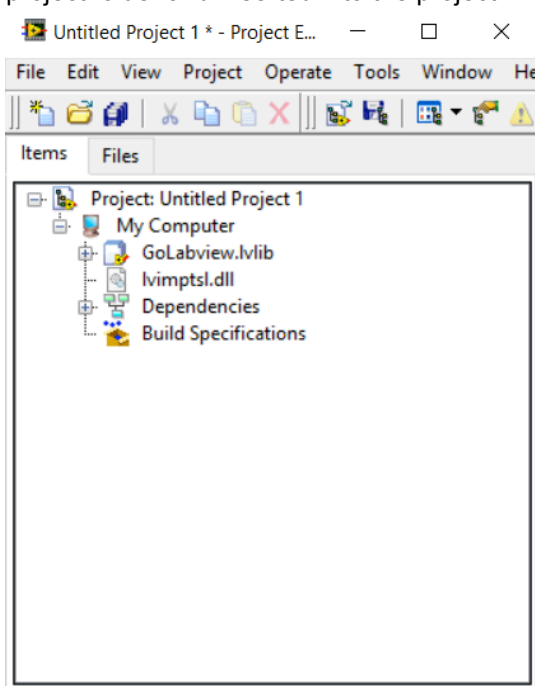 Untitled Project 1 * - Project E...
File Edit View Project Operate Tools Window He
Items Files
Project: Untitled Project 1
My Computer
GoLabview.lvlib
lvimptsl.dll
Dependencies
Build Specifications